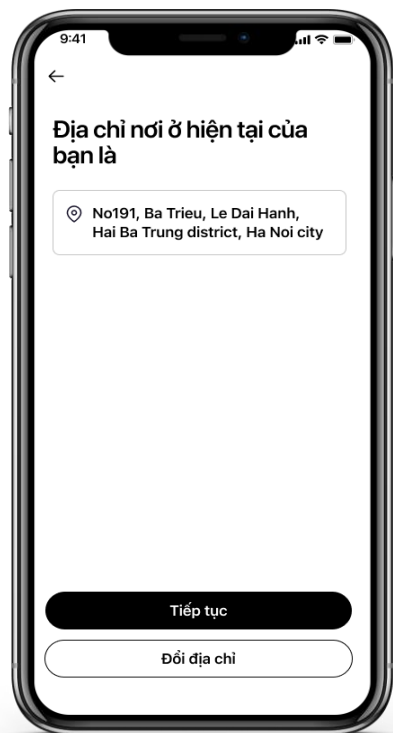 9:41
Địa chỉ nơi ở hiện tại của
bạn là
No191, Ba Trieu, Le Dai Hanh,
Hai Ba Trung district, Ha Noi city
Tiếp tục
Đổi địa chỉ